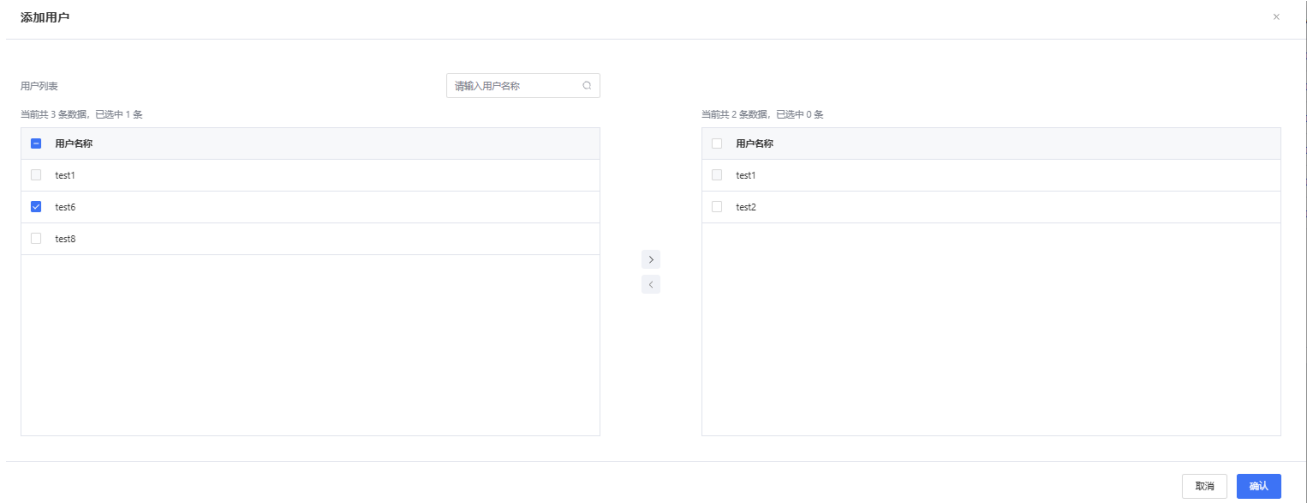 添加用户
用户列表
请输入用户名称
当前共 3 条数据，已选中 1 条
用户名称
test1
test6
test8
当前共 2 条数据，已选中 0 条
用户名称
test1
test2
取消
确认